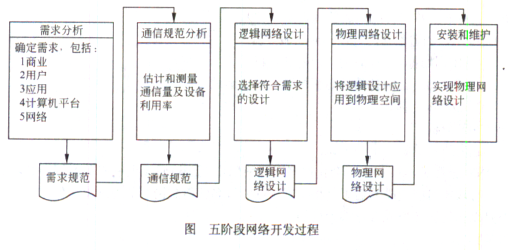 需求分析
确定需求，包括：
1商业
2用户
3应用
4计算机平台
5网络
需求规范
通信规范分析
估计和测量
通信量及设备
利用率
通信规范
逻辑网络设计
选择符合需求
的设计
逻辑网
络设计
物理网络设计
将逻辑设计应
用到物理空间
物理网
络设计
安装和维护
实现物理网
络设计
图 五阶段网络开发过程